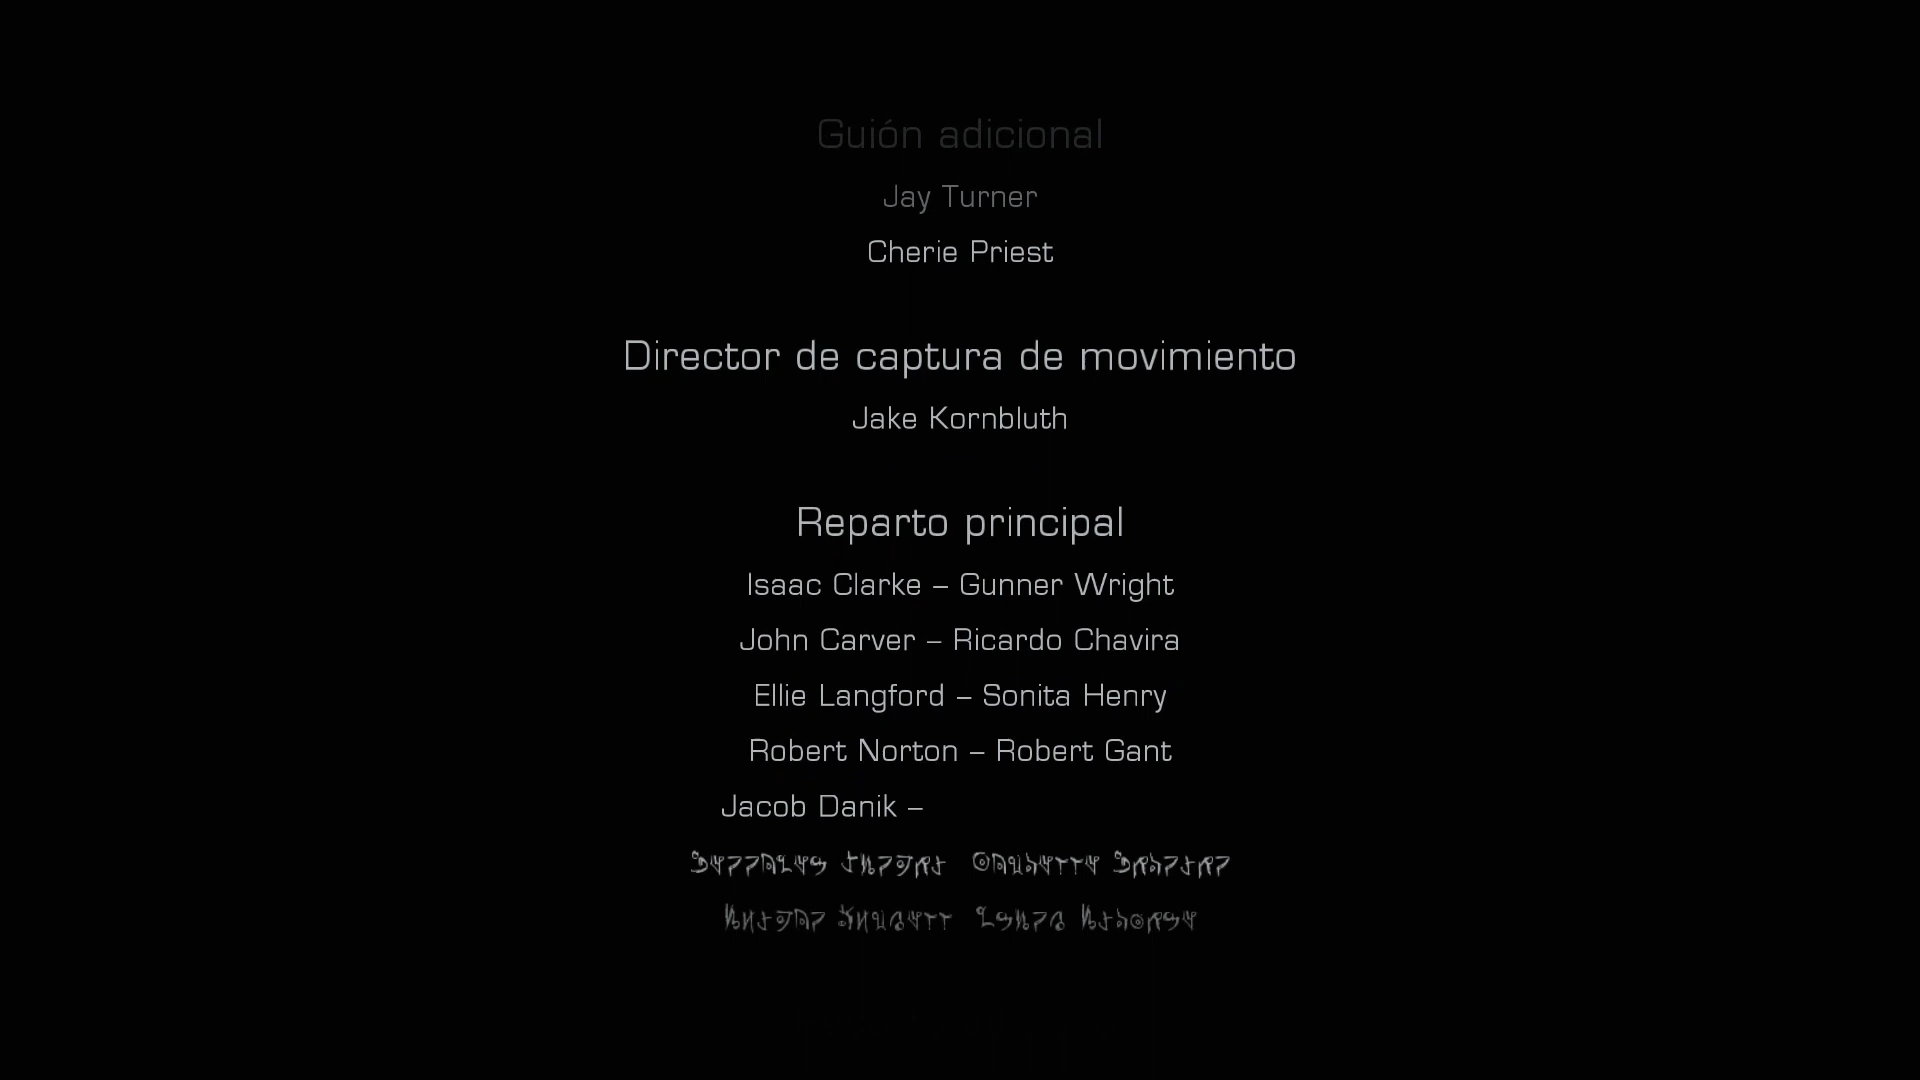 Guión adicional
Jay Turner
Cherie Priest
Director de captura de movimiento
Jake Kornbluth
Reparto principal
Isaac Clarke – Gunner Wright
John Carver – Ricardo Chavira
Ellie Langford – Sonita Henry
Robert Norton – Robert Gant
Jacob Danik –